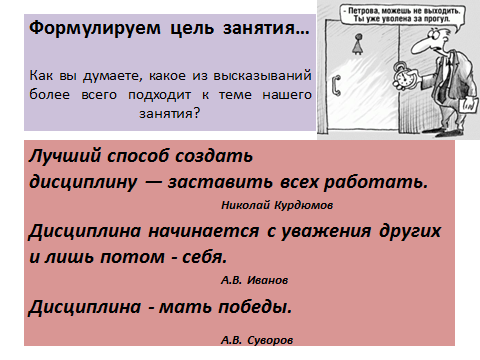 Формулируем цель занятия…
Как вы думаете, какое из высказываний
более всего подходит к теме нашего
занятия?
- Петрова, можешь не выходить.
Ты уже уволена за прогул.
Лучший способ создать
дисциплину — заставить всех работать.
Николай Курдюмов
Дисциплина начинается с уважения других
и лишь потом - себя.
А.В. Иванов
Дисциплина - мать победы.
А.В. Суворов